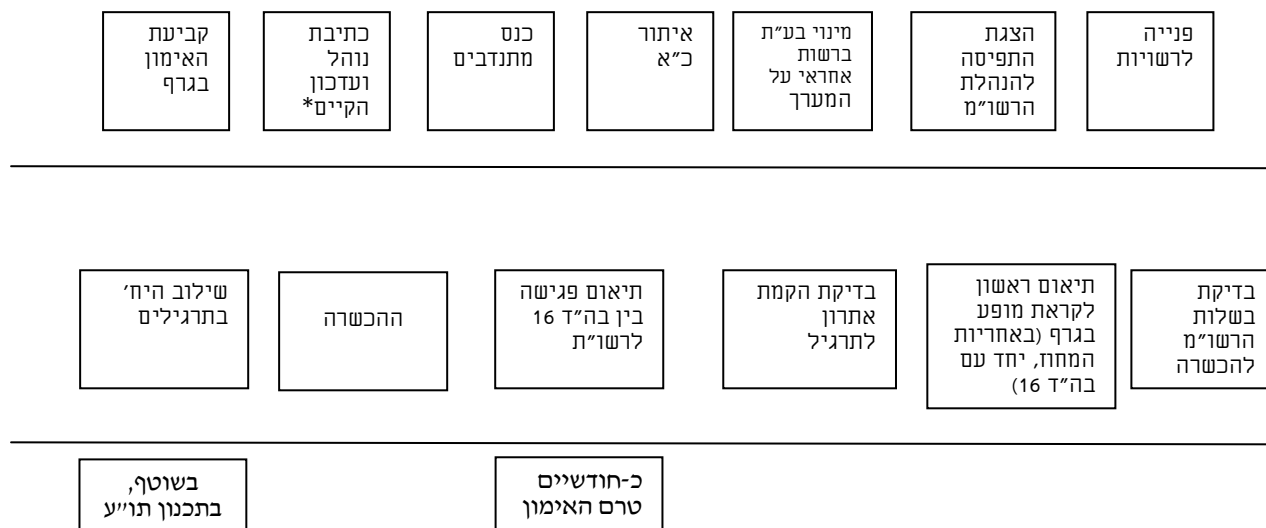 פנייה
לרשויות
הצגת
התפיסה
להנהלת
הרשו״מ
מינוי בע״ת
ברשות
אחראי על
המערך
איתור
כ״א
כנס
מתנדבים
כתיבת
נוהל
ועדכון
הקיים*
קביעת
האימון
בגרף
בדיקת
בשלות
הרשו״מ
להכשרה
תיאום ראשון
לקראת מופע
בגרף (באחריות
המחוז, יחד עם
בה״ד 16)
בדיקת הקמת
אתרון
לתרגיל
תיאום פגישה
בין בה״ד 16
לרשו״ת
ההכשרה
שילוב היח׳
בתרגילים
כ-חודשיים
טרם האימון
בשוטף,
בתכנון תו״ע